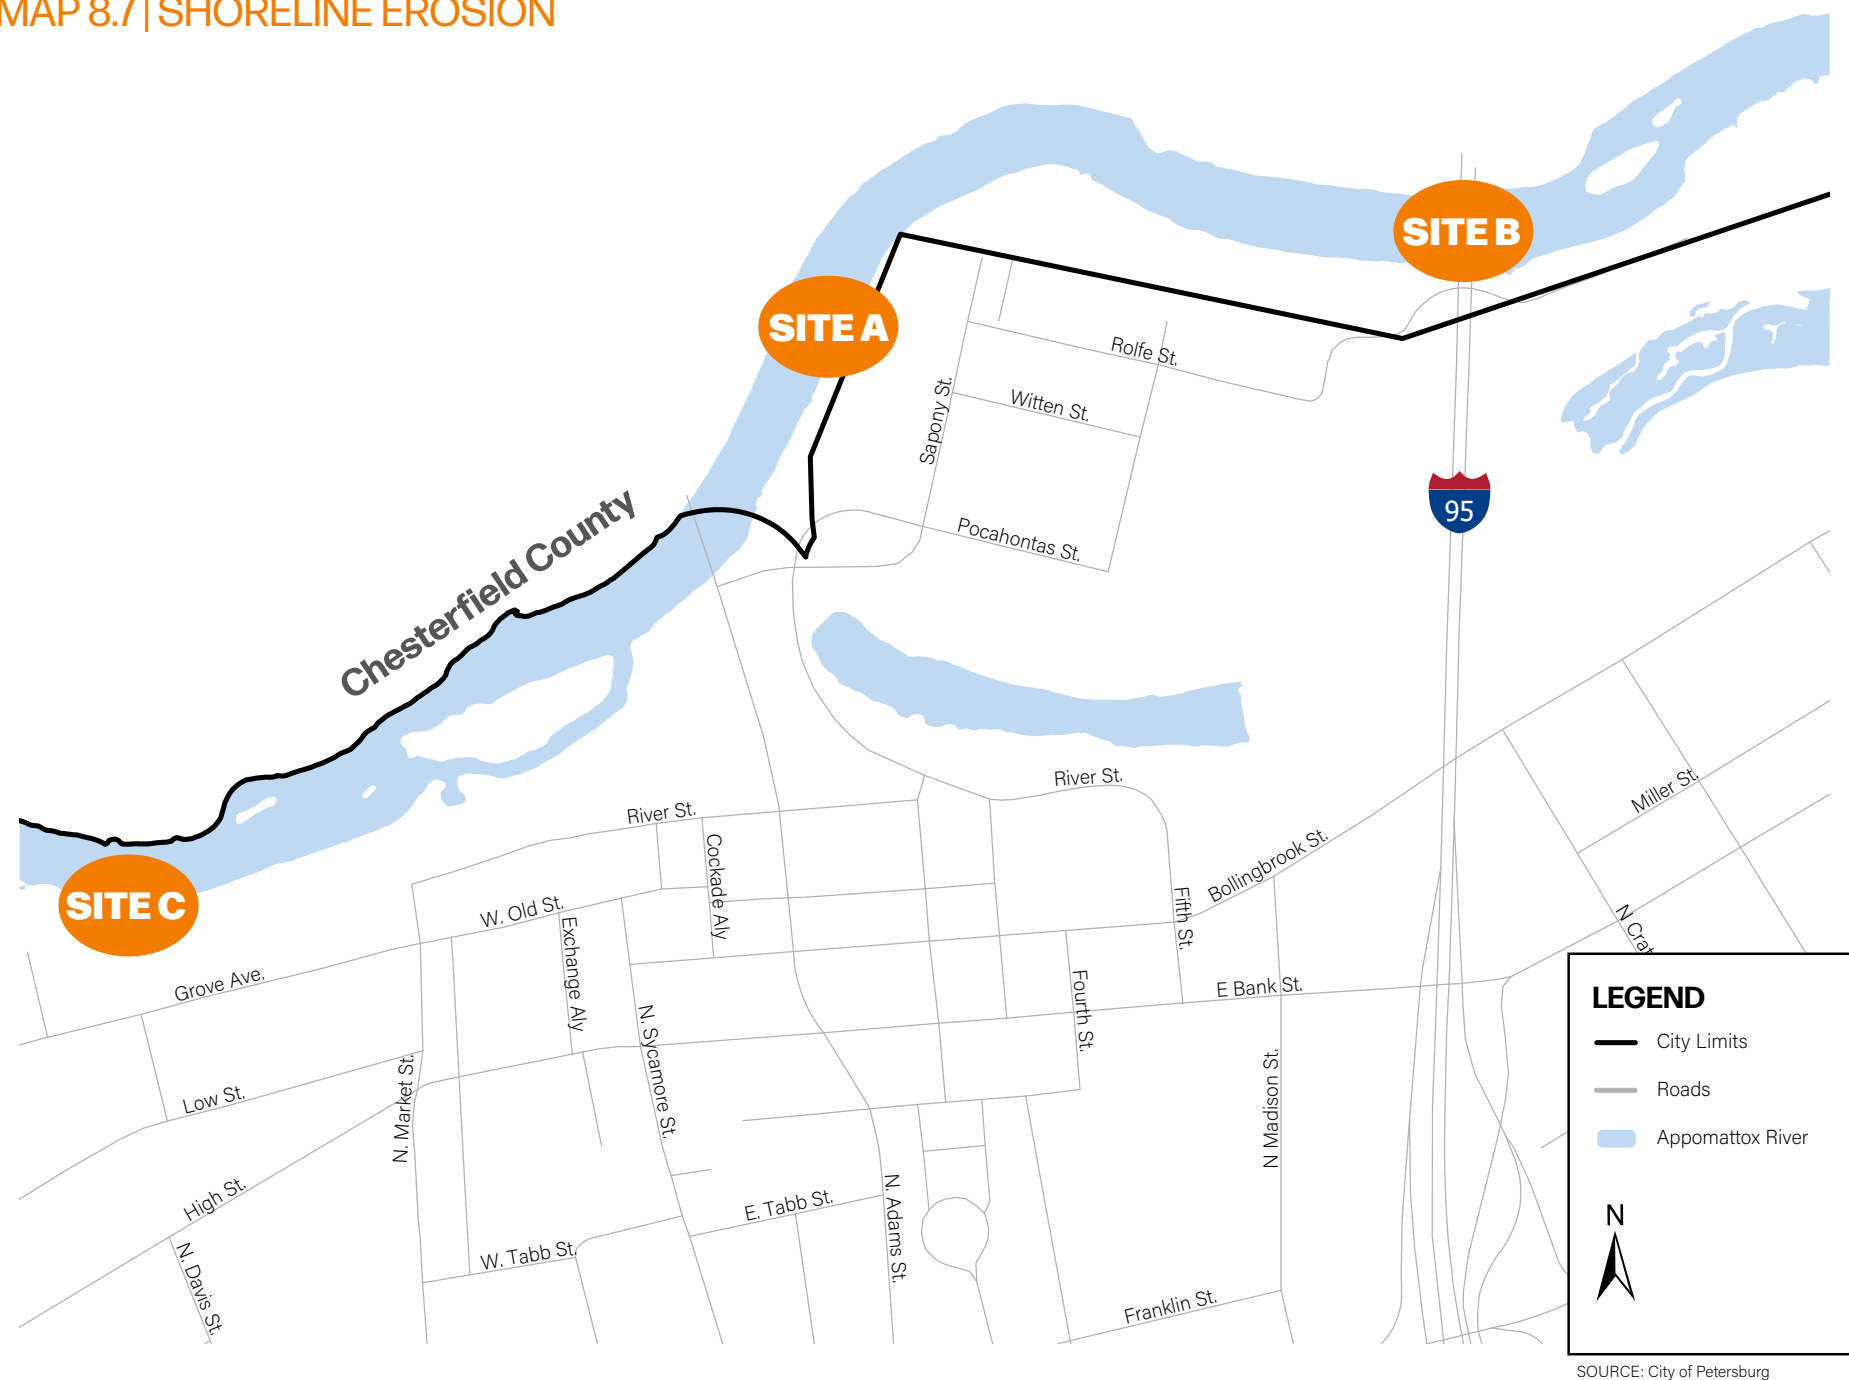 MAP 8.7| SHORELINE EROSION
SITE B
SITE A
Rolfe St.
Witten St.
Sapony St.
95
Pocahontas St.
Chesterfield County
River St.
Miller St.
River St.
Cockade Aly
Bollingbrook St.
SITE C
W. Old St.
Exchange Aly
Fifth St.
N Crat
Grove Ave.
E Bank St.
Fourth St.
N. Sycamore St.
Low St.
N. Market St.
N Madison St.
High St.
E. Tabb St.
N. Adams St.
W. Tabb St.
N. Davis St.
Franklin St.
LEGEND
City Limits
Roads
Appomattox River
N
SOURCE: City of Petersburg